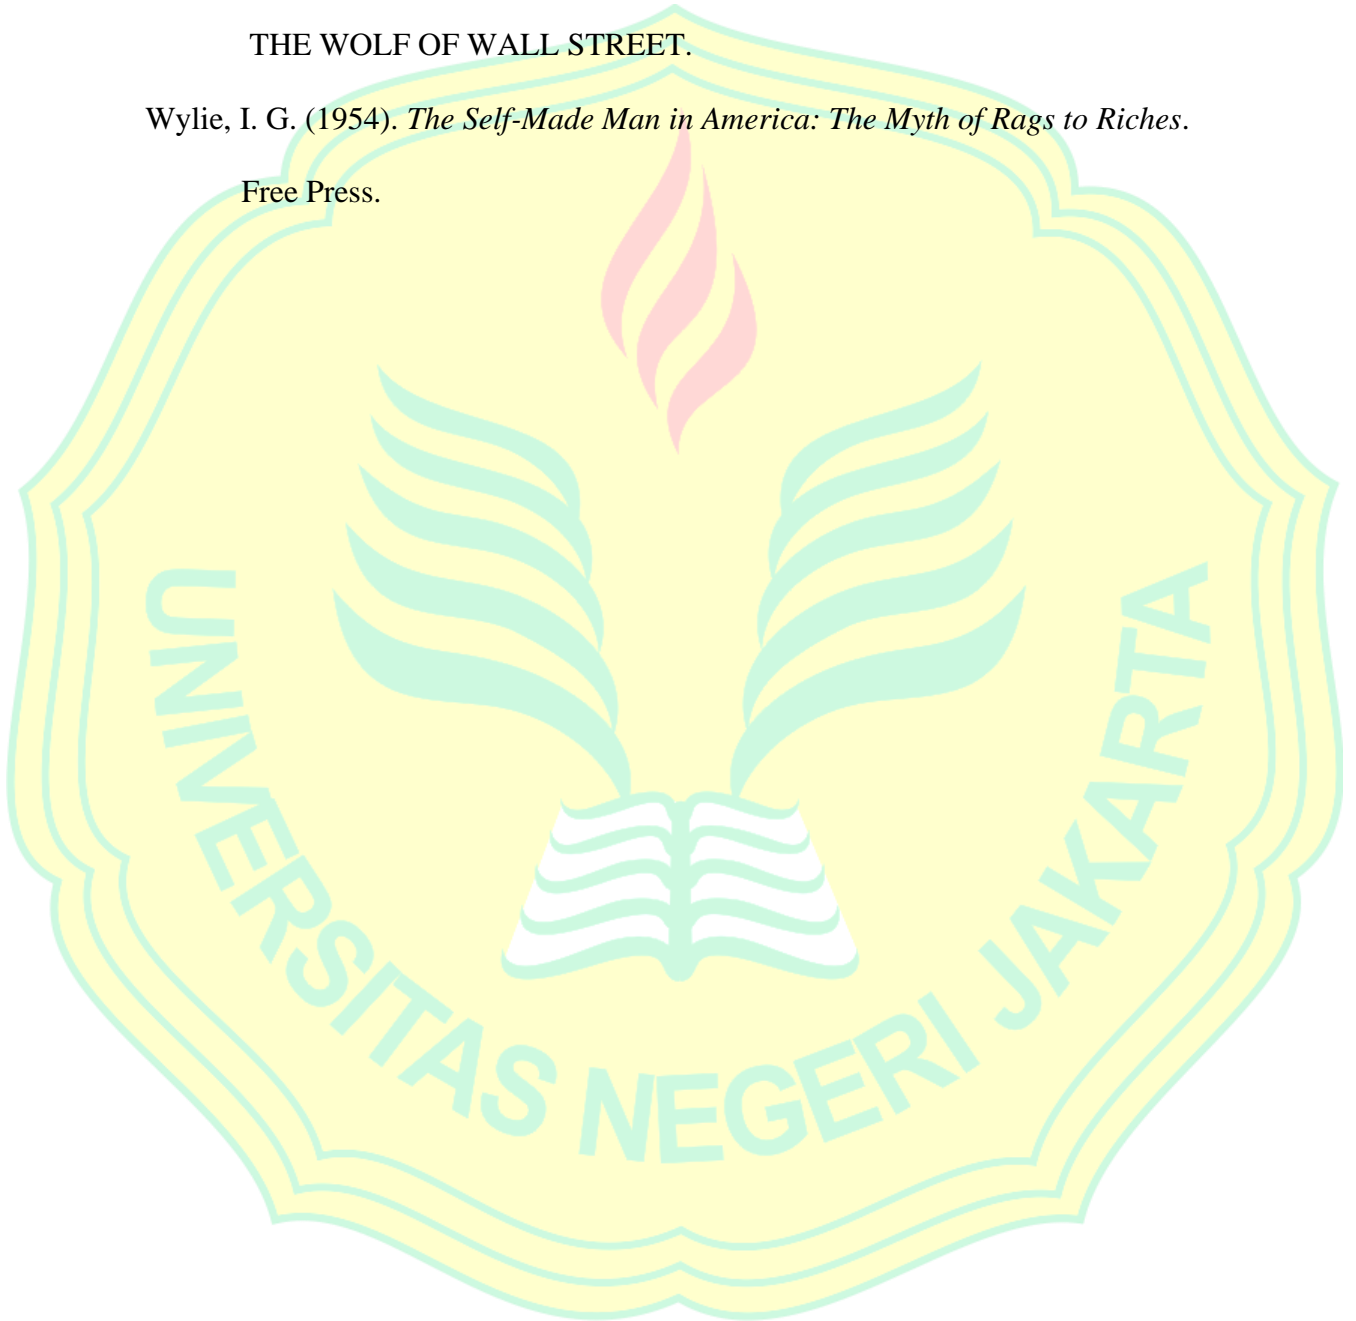 THE WOLF OF WALL STREET.
Wylie, I. G. (1954). The Self-Made Man in America: The Myth of Rags to Riches.
Free Press.
UNIVERSITAS NEGERI JAKARTA